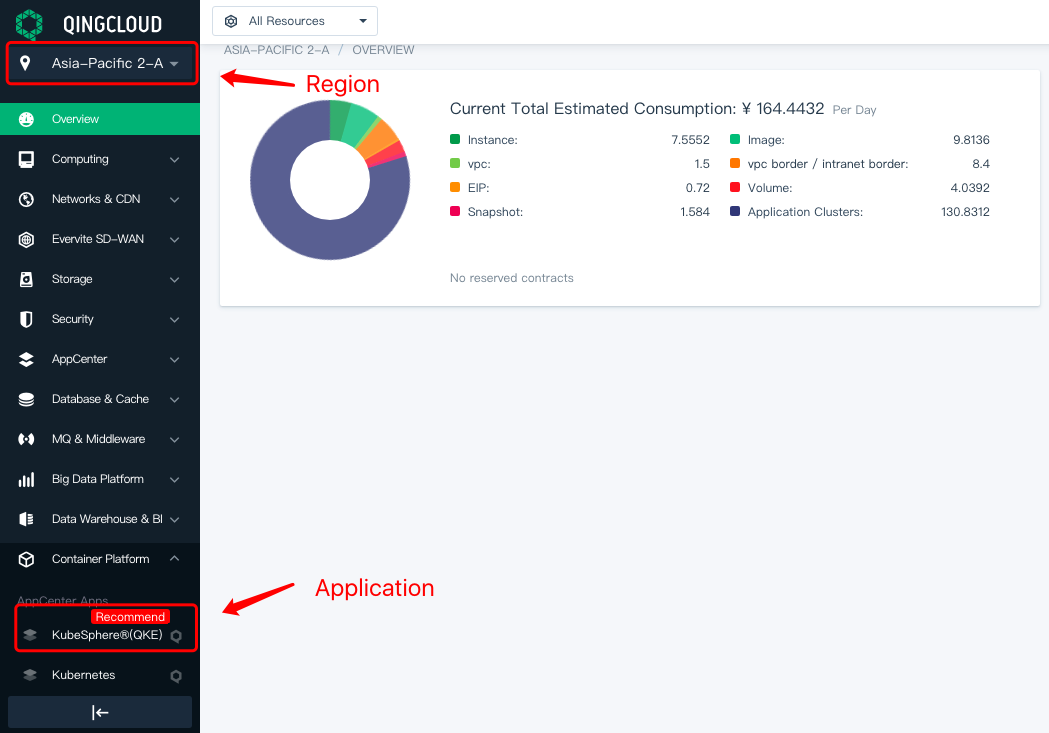 QINGCLOUD
All Resources
Asia-Pacific 2-A
ASIA-PACIFIC 2-A / OVERVIEW
Region
Overview
Computing
Networks & CDN
Evervite SD-WAN
Storage
Security
AppCenter
Database & Cache
MQ & Middleware
Big Data Platform
Data Warehouse & BI
Container Platform
AppCenter Apps
Recommend
KubeSphere®(QKE)
Kubernetes
Current Total Estimated Consumption: ¥ 164.4432 Per Day
Instance: 7.5552
Image: 9.8136
vpc: 1.5
vpc border / intranet border: 8.4
EIP: 0.72
Volume: 4.0392
Snapshot: 1.584
Application Clusters: 130.8312
No reserved contracts
Application